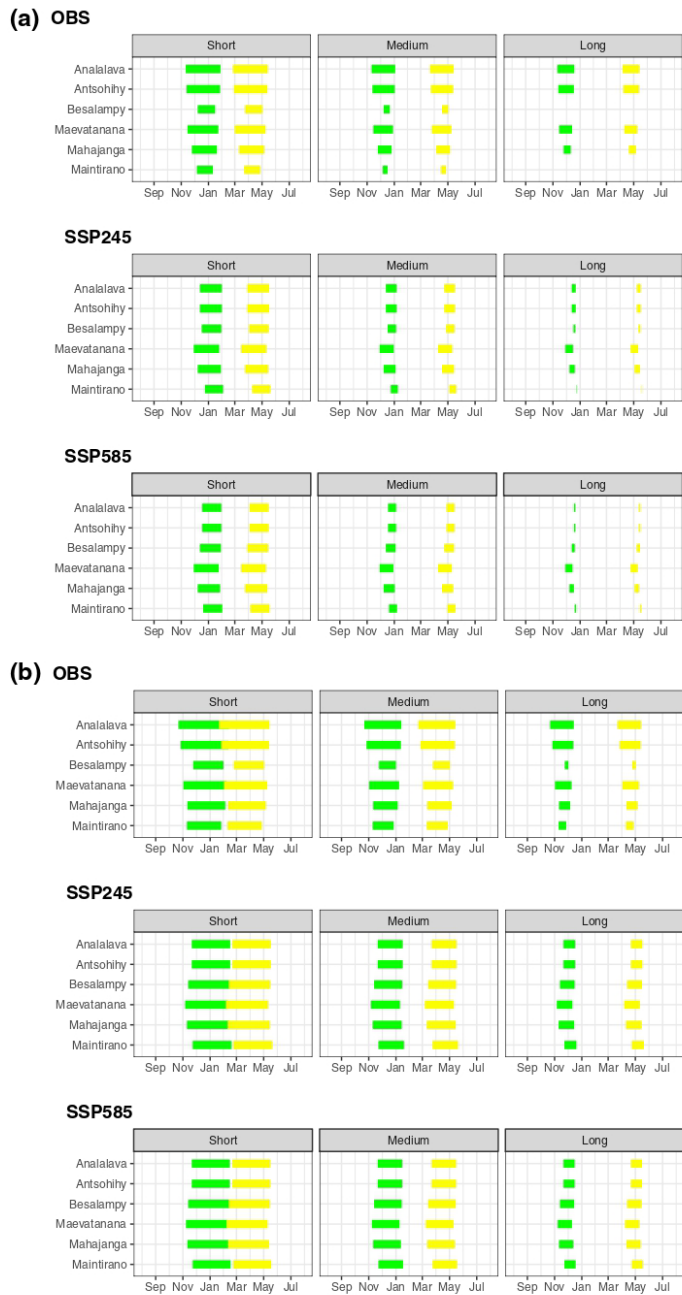 (a) OBS
Short Medium Long
Analalava
Antsohihy
Besalampy
Maevatanana
Mahajanga
Maintirano
Sep Nov Jan Mar May Jul Sep Nov Jan Mar May Jul Sep Nov Jan Mar May Jul
SSP245
Short Medium Long
Analalava
Antsohihy
Besalampy
Maevatanana
Mahajanga
Maintirano
Sep Nov Jan Mar May Jul Sep Nov Jan Mar May Jul Sep Nov Jan Mar May Jul
SSP585
Short Medium Long
Analalava
Antsohihy
Besalampy
Maevatanana
Mahajanga
Maintirano
Sep Nov Jan Mar May Jul Sep Nov Jan Mar May Jul Sep Nov Jan Mar May Jul
(b) OBS
Short Medium Long
Analalava
Antsohihy
Besalampy
Maevatanana
Mahajanga
Maintirano
Sep Nov Jan Mar May Jul Sep Nov Jan Mar May Jul Sep Nov Jan Mar May Jul
SSP245
Short Medium Long
Analalava
Antsohihy
Besalampy
Maevatanana
Mahajanga
Maintirano
Sep Nov Jan Mar May Jul Sep Nov Jan Mar May Jul Sep Nov Jan Mar May Jul
SSP585
Short Medium Long
Analalava
Antsohihy
Besalampy
Maevatanana
Mahajanga
Maintirano
Sep Nov Jan Mar May Jul Sep Nov Jan Mar May Jul Sep Nov Jan Mar May Jul